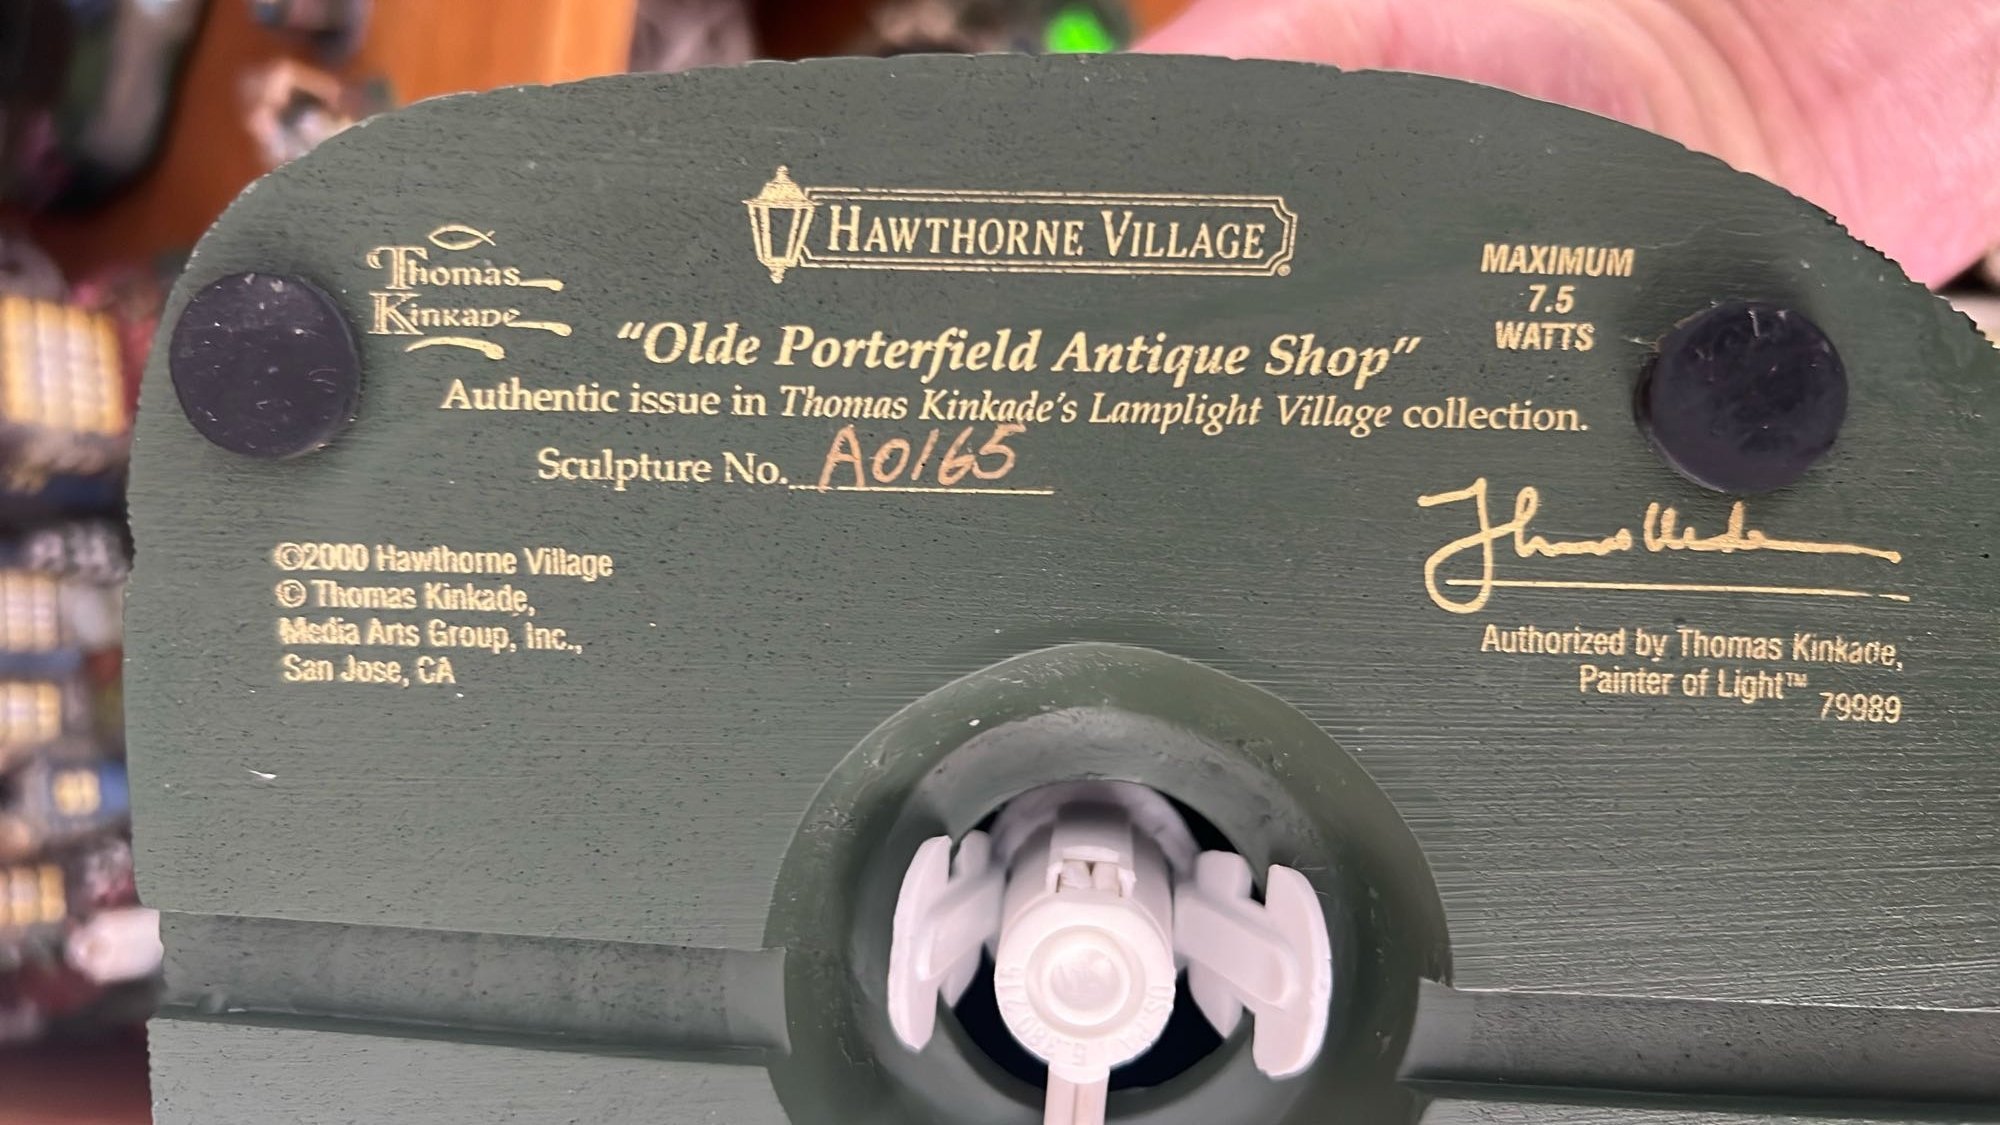 HAWTHORNE VILLAGE®
Thomas
Kinkade
MAXIMUM
7.5
WATTS
"Olde Porterfield Antique Shop"
Authentic issue in Thomas Kinkade's Lamplight Village collection.
Sculpture No. A0165
©2000 Hawthorne Village
© Thomas Kinkade,
Media Arts Group, Inc.,
San Jose, CA
Authorized by Thomas Kinkade,
Painter of Light™
79989